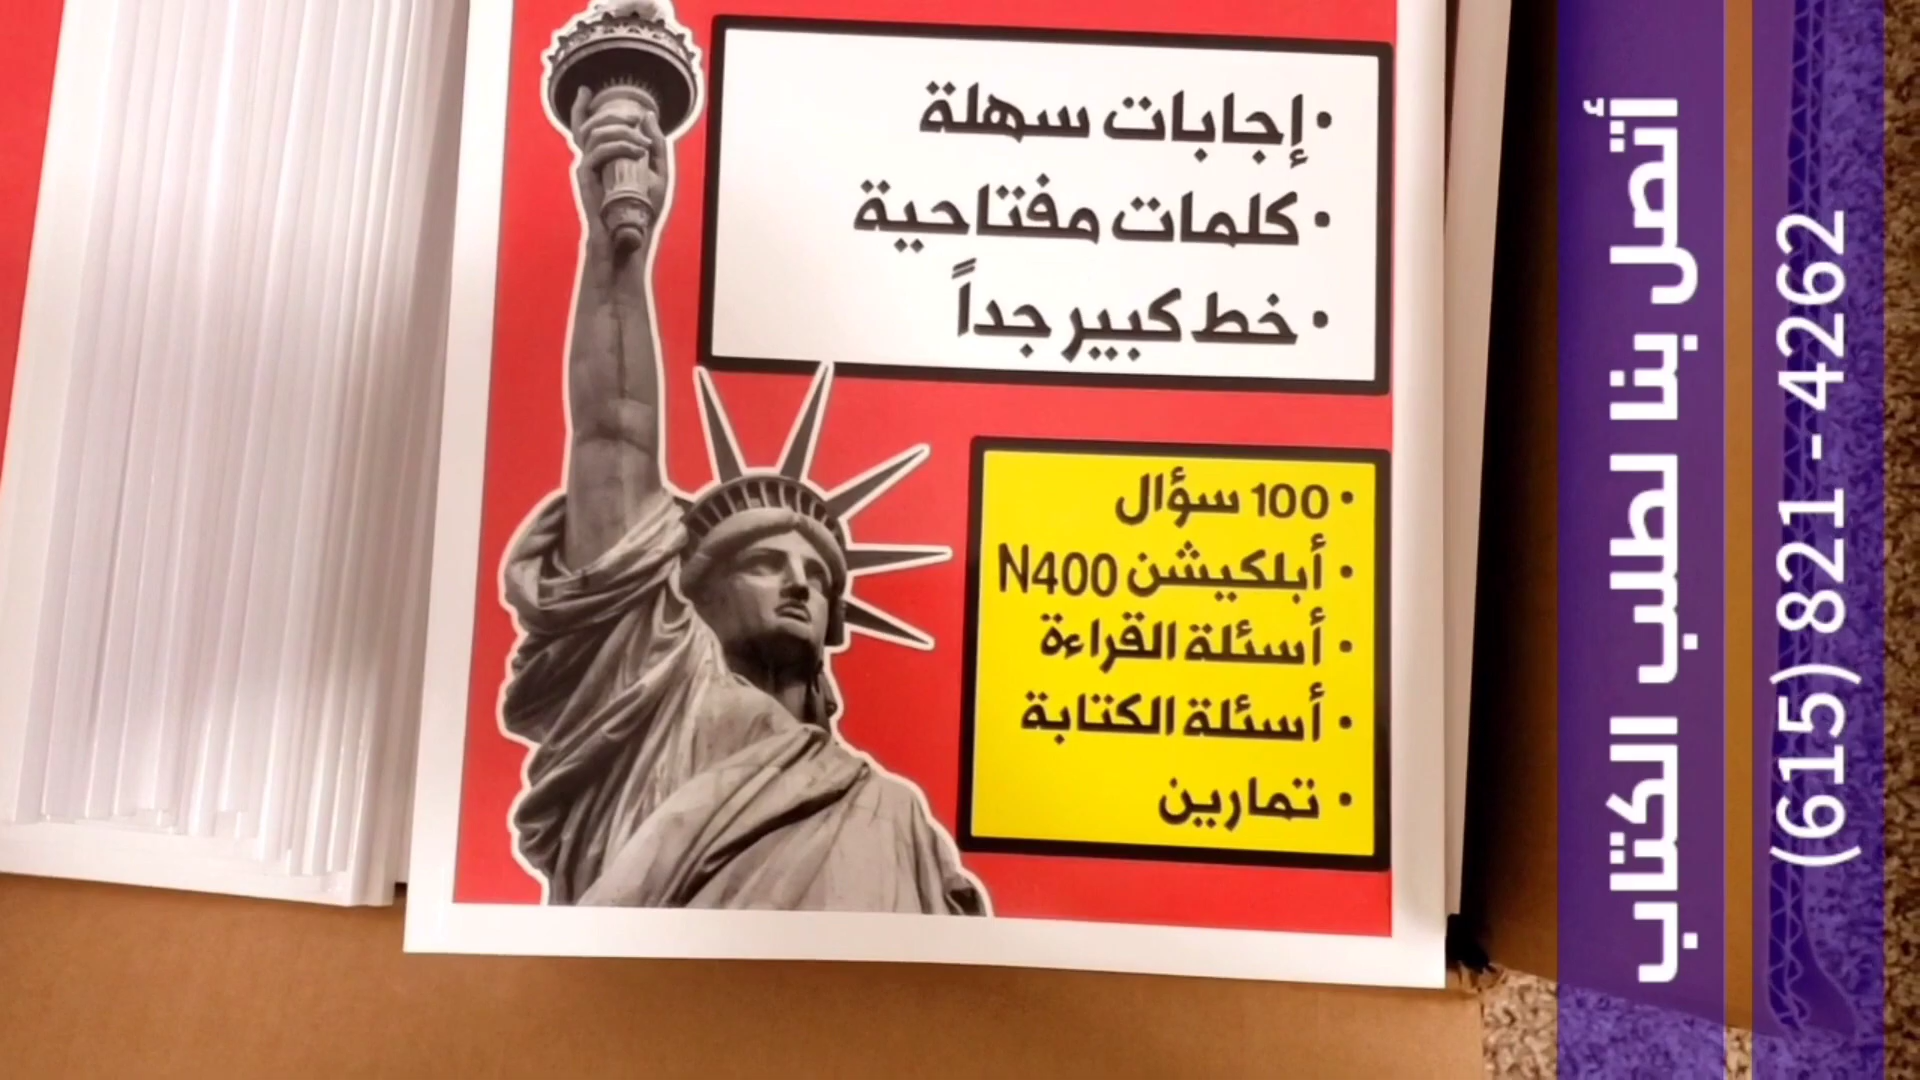 • إجابات سهلة
• كلمات مفتاحية
• خط كبير جداً
• 100 سؤال
• أبلكيشن N400
• أسئلة القراءة
• أسئلة الكتابة
• تمارين
أتصل بنا لطلب الكتاب
(615) 821 - 4262